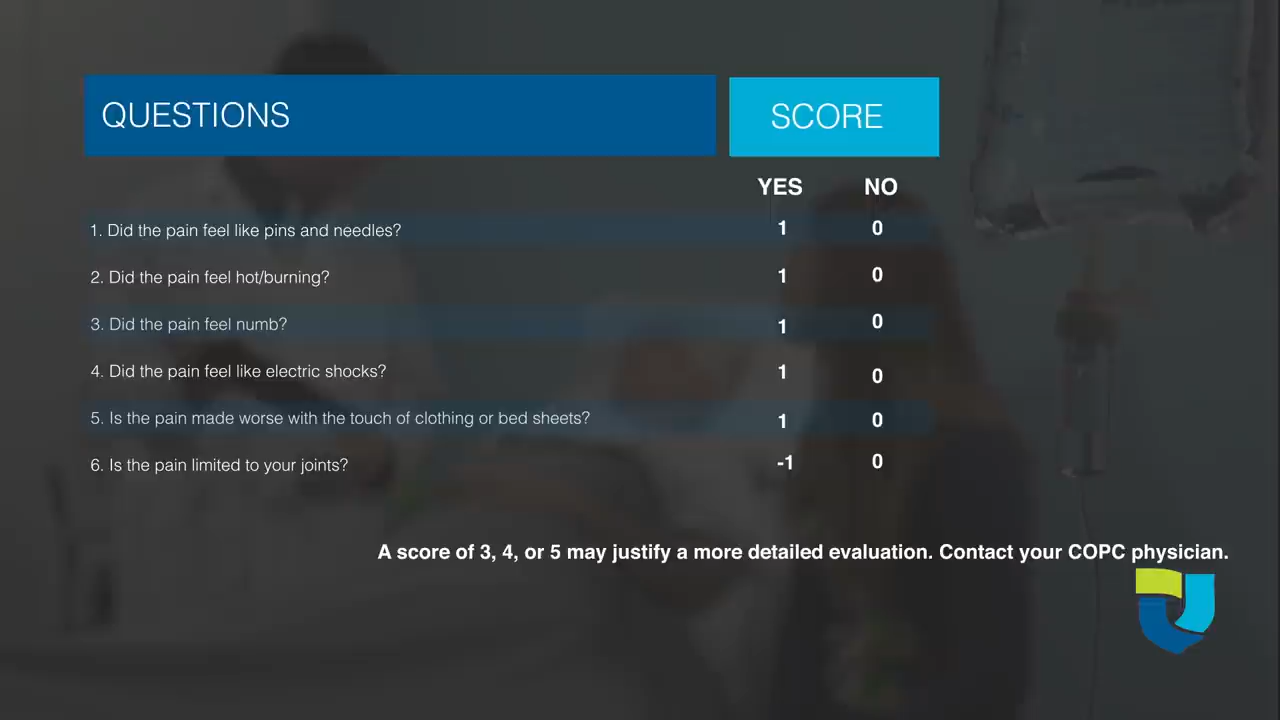 QUESTIONS SCORE
YES NO
1. Did the pain feel like pins and needles? 1 0
2. Did the pain feel hot/burning? 1 0
3. Did the pain feel numb? 1 0
4. Did the pain feel like electric shocks? 1 0
5. Is the pain made worse with the touch of clothing or bed sheets? 1 0
6. Is the pain limited to your joints? -1 0
A score of 3, 4, or 5 may justify a more detailed evaluation. Contact your COPC physician.